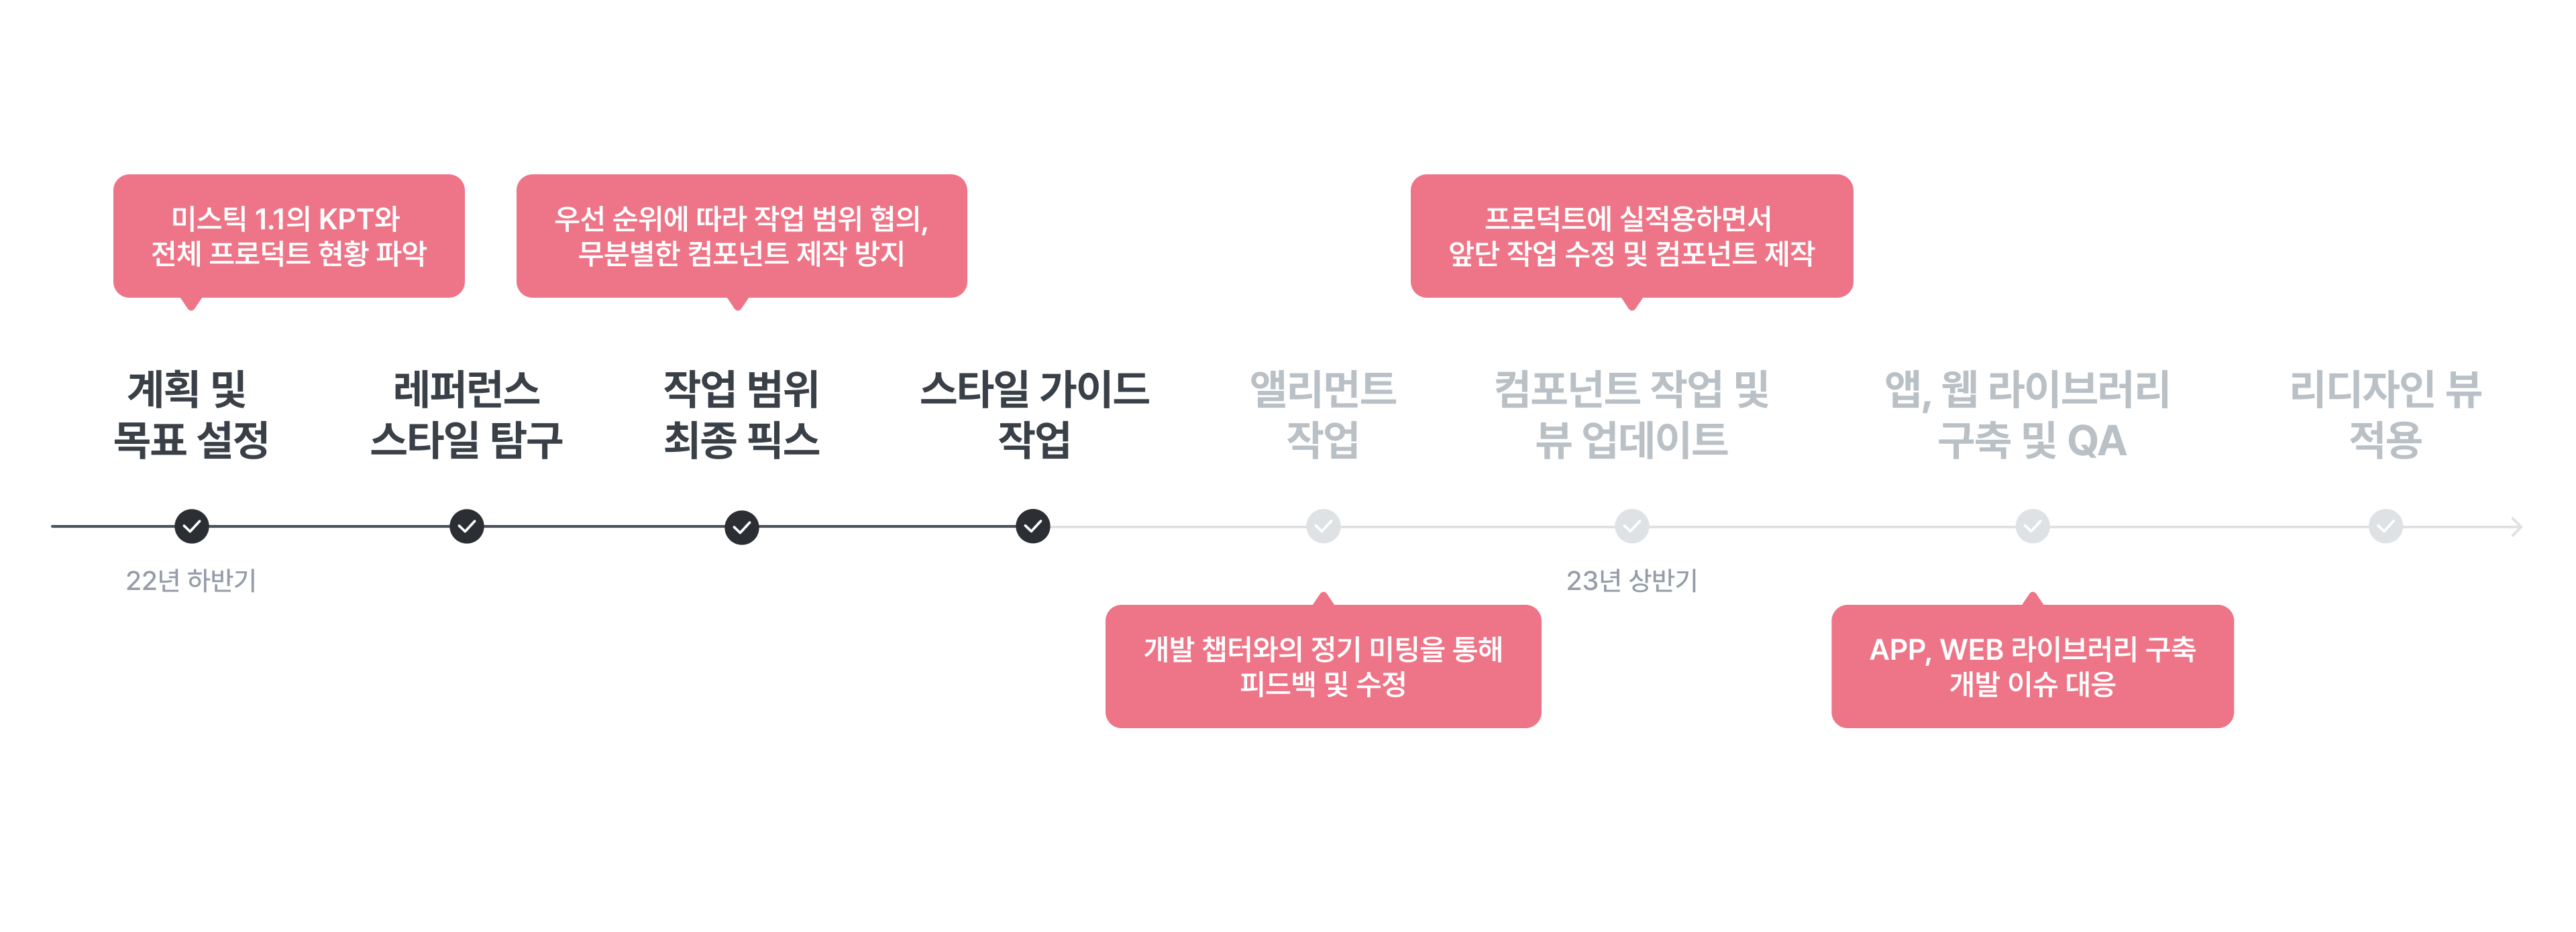 미스틱 1.1의 KPT와
전체 프로덕트 현황 파악
우선 순위에 따라 작업 범위 협의,
무분별한 컴포넌트 제작 방지
프로덕트에 실적용하면서
앞단 작업 수정 및 컴포넌트 제작
계획 및
목표 설정
레퍼런스
스타일 탐구
작업 범위
최종 픽스
스타일 가이드
작업
앨리먼트
작업
컴포넌트 작업 및
뷰 업데이트
앱, 웹 라이브러리
구축 및 QA
리디자인 뷰
적용
22년 하반기
23년 상반기
개발 챕터와의 정기 미팅을 통해
피드백 및 수정
APP, WEB 라이브러리 구축
개발 이슈 대응